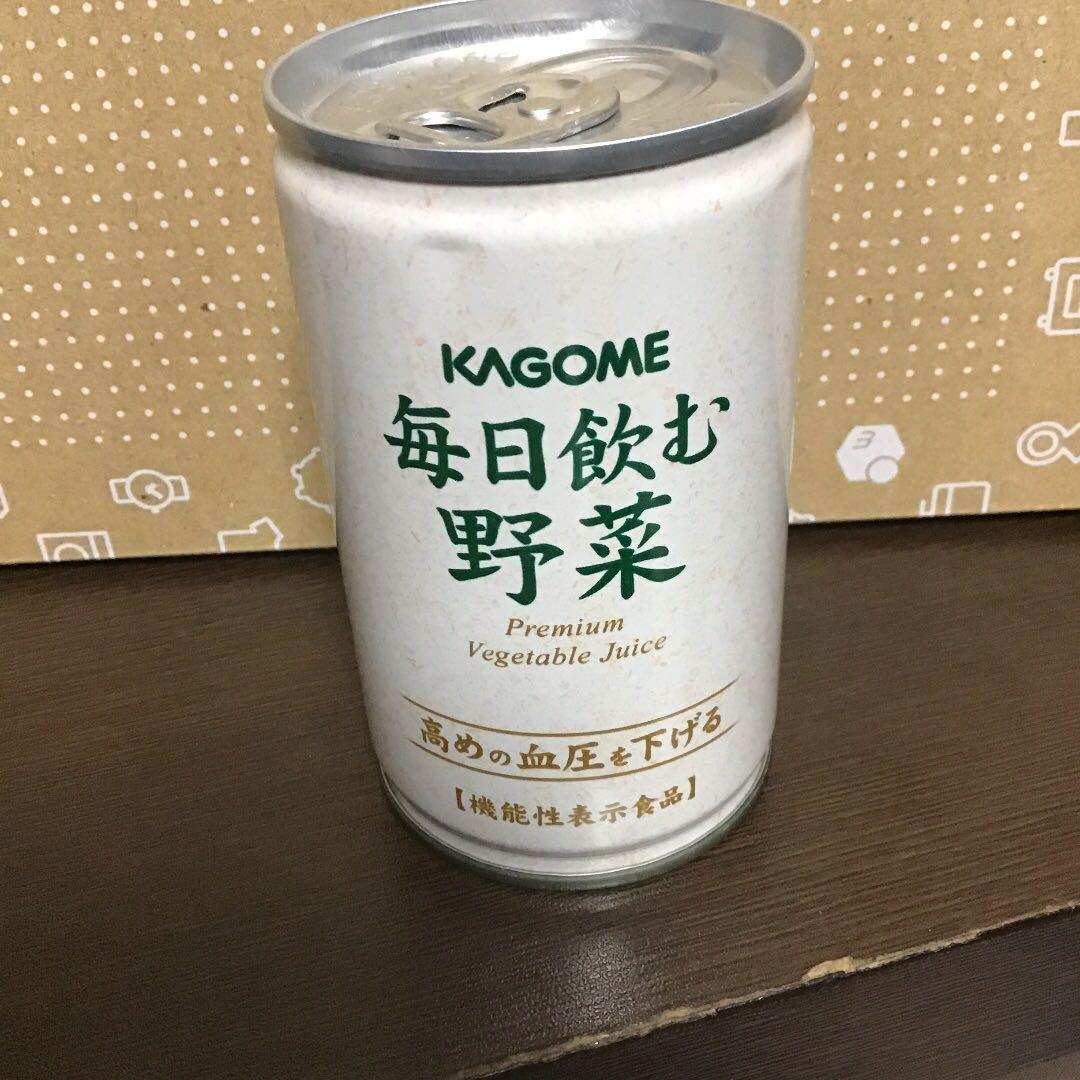 KAGOME
毎日飲む
野菜
Premium
Vegetable Juice
高めの血圧を下げる
【機能性表示食品】
3